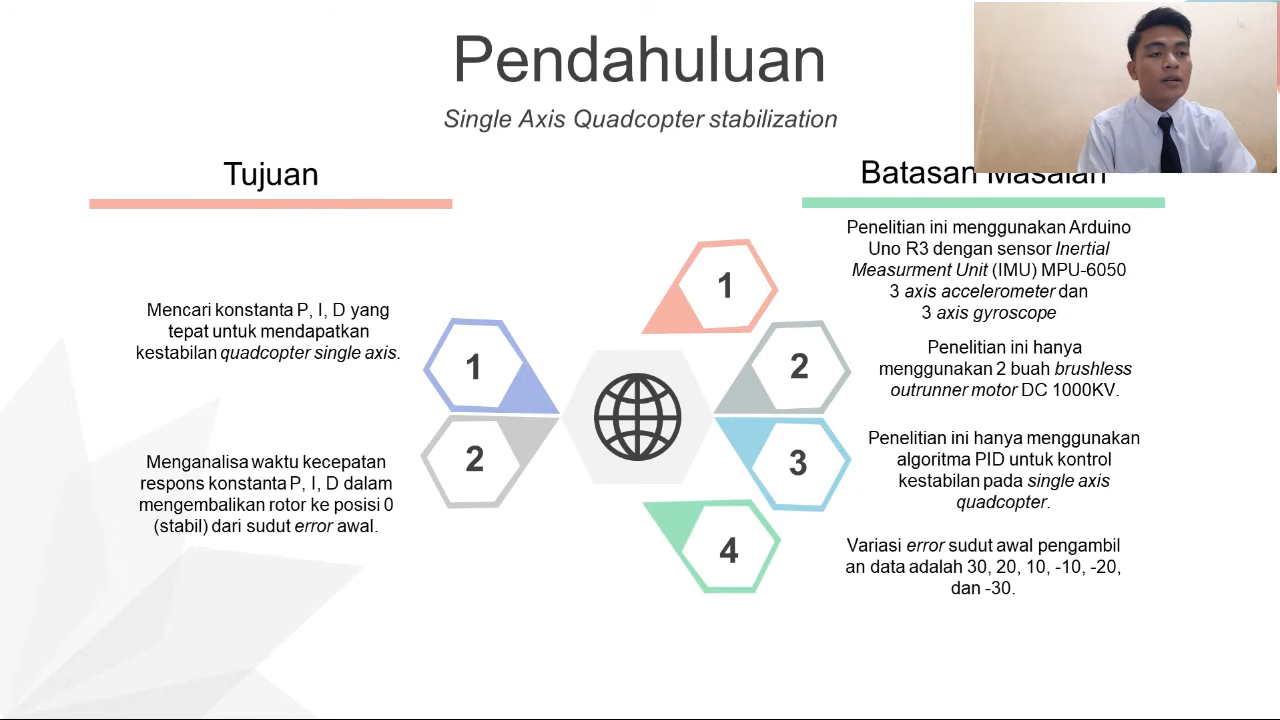 Pendahuluan
Single Axis Quadcopter stabilization
Tujuan
Mencari konstanta P, I, D yang
tepat untuk mendapatkan
kestabilan quadcopter single axis.
1
2
Menganalisa waktu kecepatan
respons konstanta P, I, D dalam
mengembalikan rotor ke posisi 0
(stabil) dari sudut error awal.
Batasan Masalah
1
Penelitian ini menggunakan Arduino
Uno R3 dengan sensor Inertial
Measurment Unit (IMU) MPU-6050
3 axis accelerometer dan
3 axis gyroscope
2
Penelitian ini hanya
menggunakan 2 buah brushless
outrunner motor DC 1000KV.
3
Penelitian ini hanya menggunakan
algoritma PID untuk kontrol
kestabilan pada single axis
quadcopter.
4
Variasi error sudut awal pengambil
an data adalah 30, 20, 10, -10, -20,
dan -30.